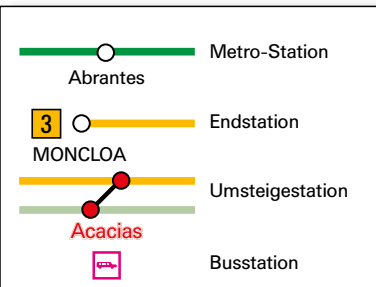 Metro-Station
Abrantes
3
Endstation
MONCLOA
Umsteigestation
Acacias
Busstation